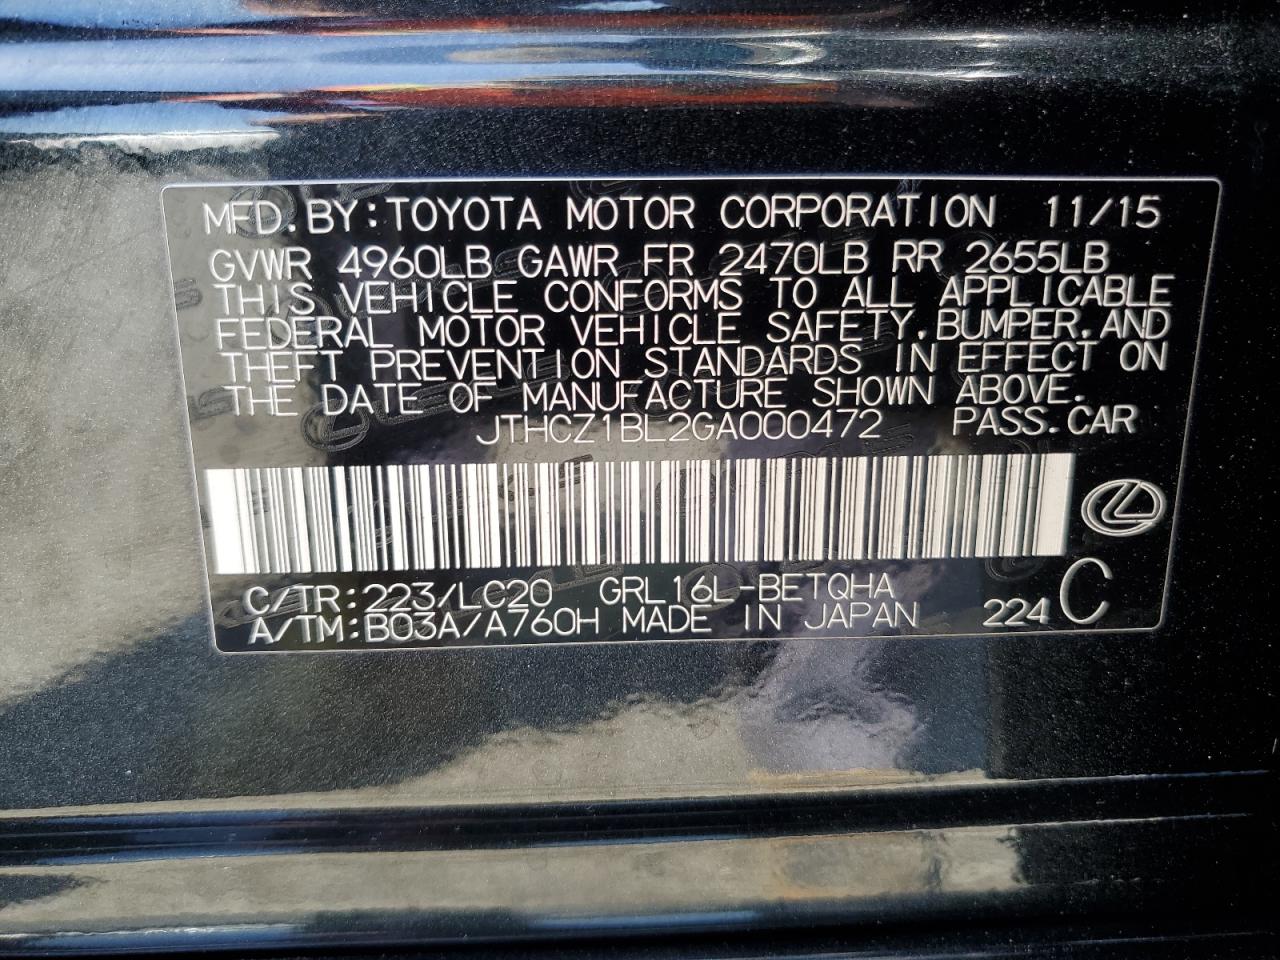 MFD.BY:TOYOTA MOTOR CORPORATION 11/15
GVWR 4960LB GAWR FR 2470LB RR 2655LB
THIS VEHICLE CONFORMS TO ALL APPLICABLE
FEDERAL MOTOR VEHICLE SAFETY,BUMPER,AND
THEFT PREVENTION STANDARDS IN EFFECT ON
THE DATE OF MANUFACTURE SHOWN ABOVE.
JTHCZ1BL2GA000472 PASS.CAR
C/TR:223/LC20 GRL16L-BETQHA
A/TM:B03A/A760H MADE IN JAPAN 224 C